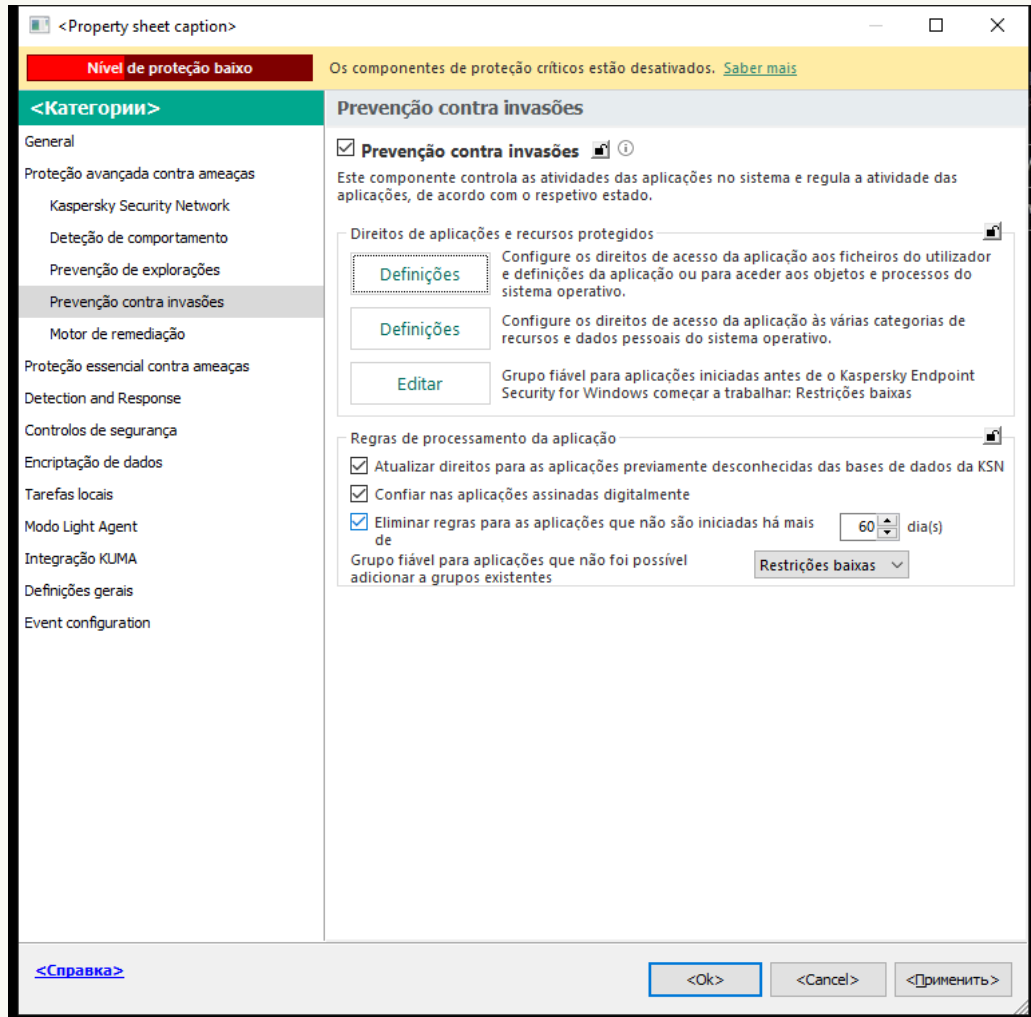 <Property sheet caption>
Nível de proteção baixo
Os componentes de proteção críticos estão desativados. Saber mais
<Категории>
General
Proteção avançada contra ameaças
Kaspersky Security Network
Deteção de comportamento
Prevenção de explorações
Prevenção contra invasões
Motor de remediação
Proteção essencial contra ameaças
Detection and Response
Controlos de segurança
Encriptação de dados
Tarefas locais
Modo Light Agent
Integração KUMA
Definições gerais
Event configuration
Prevenção contra invasões
Prevenção contra invasões
Este componente controla as atividades das aplicações no sistema e regula a atividade das
aplicações, de acordo com o respetivo estado.
Direitos de aplicações e recursos protegidos
Definições
Configure os direitos de acesso da aplicação aos ficheiros do utilizador
e definições da aplicação ou para aceder aos objetos e processos do
sistema operativo.
Definições
Configure os direitos de acesso da aplicação às várias categorias de
recursos e dados pessoais do sistema operativo.
Editar
Grupo fiável para aplicações iniciadas antes de o Kaspersky Endpoint
Security for Windows começar a trabalhar: Restrições baixas
Regras de processamento da aplicação
Atualizar direitos para as aplicações previamente desconhecidas das bases de dados da KSN
Confiar nas aplicações assinadas digitalmente
Eliminar regras para as aplicações que não são iniciadas há mais
de
60 dia(s)
Grupo fiável para aplicações que não foi possível
adicionar a grupos existentes
Restrições baixas
<Справка>
<Ok>
<Cancel>
<Применить>